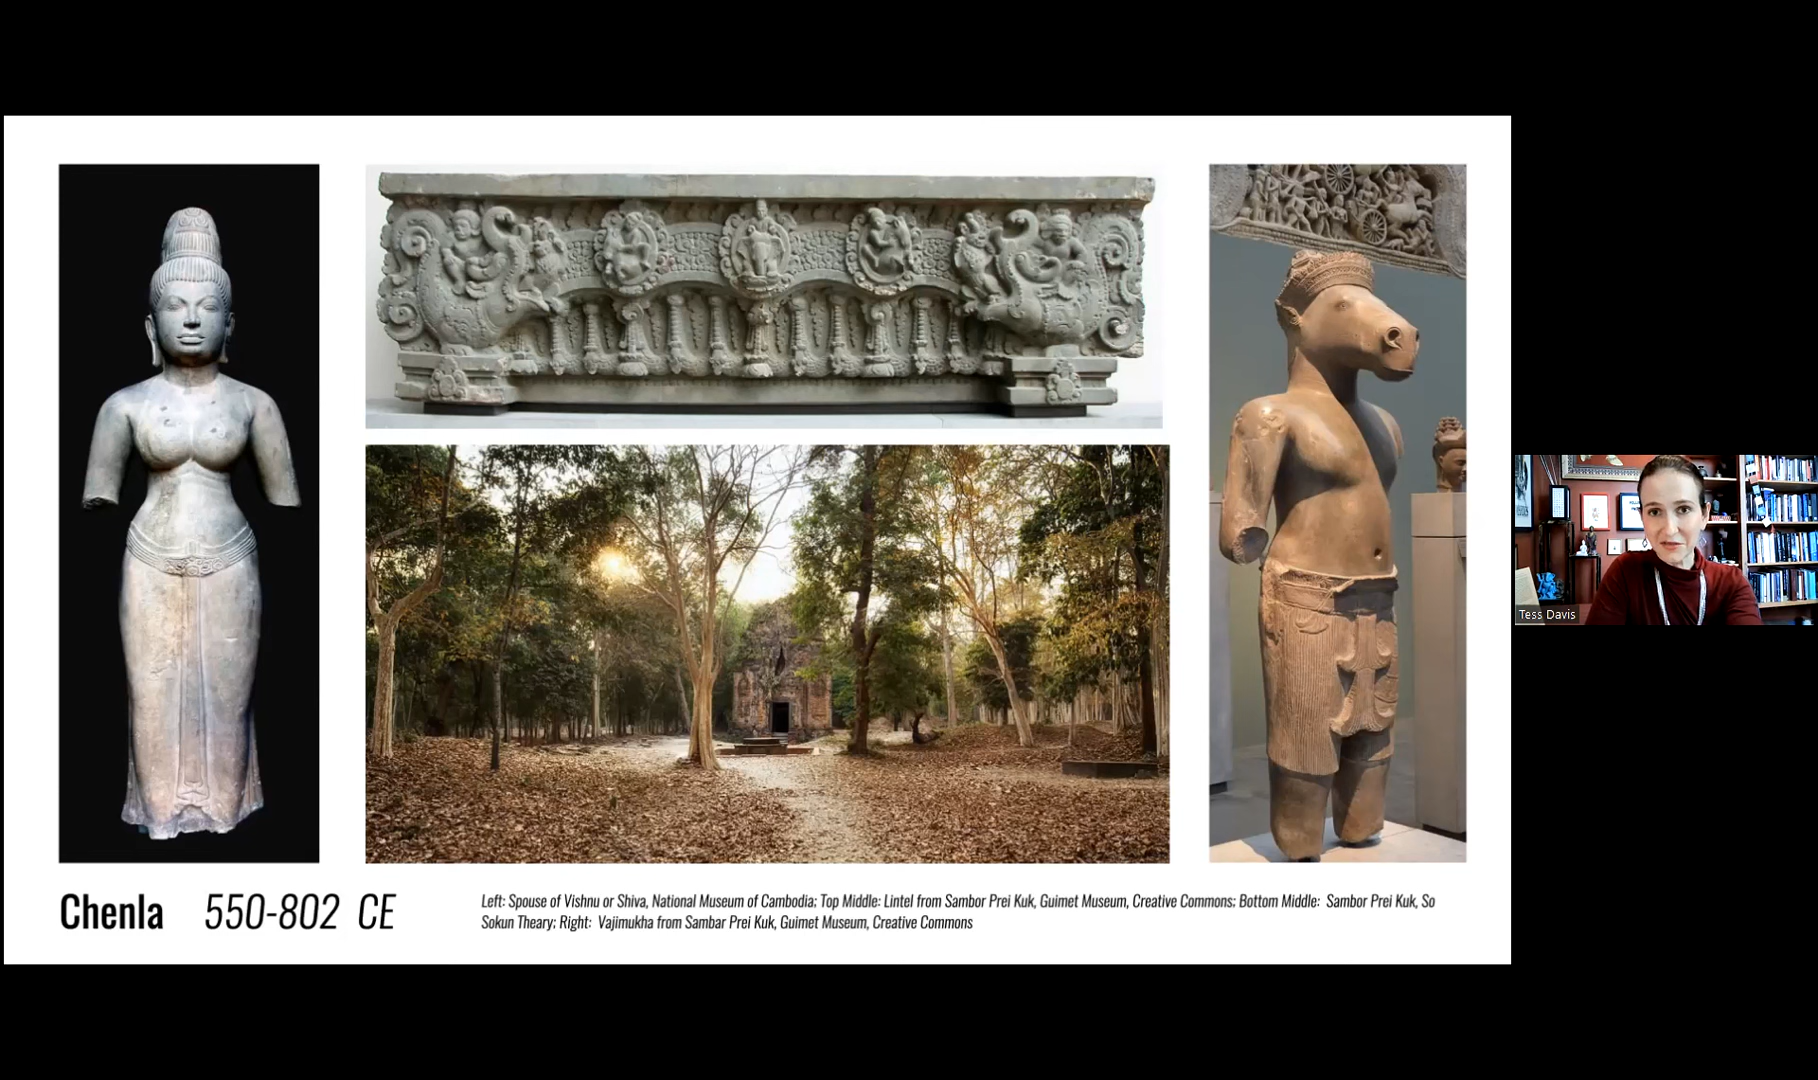 Chenla 550-802 CE
Left: Spouse of Vishnu or Shiva, National Museum of Cambodia; Top Middle: Lintel from Sambor Prei Kuk, Guimet Museum, Creative Commons; Bottom Middle: Sambor Prei Kuk, So
Sokun Theary; Right: Vajimukha from Sambar Prei Kuk, Guimet Museum, Creative Commons
Tess Davis